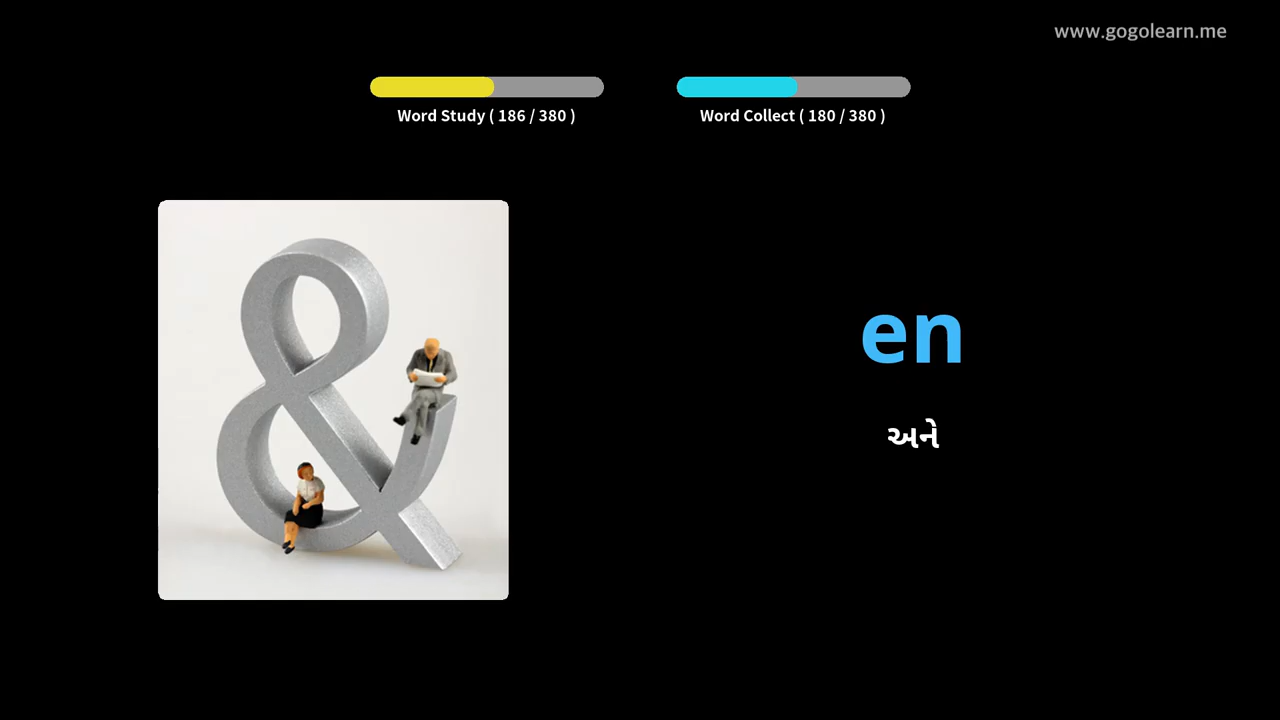 www.gogolearn.me
Word Study ( 186 / 380 )
Word Collect ( 180 / 380 )
&
en
અને